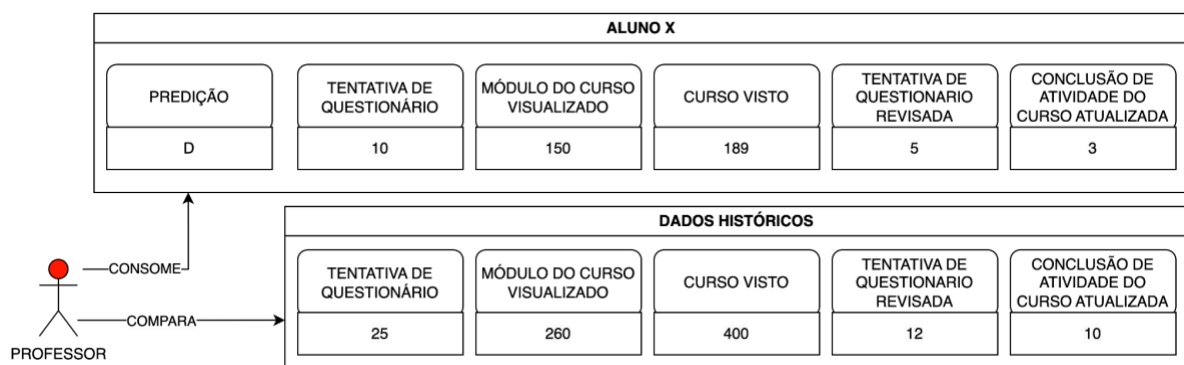 ALUNO X
PREDIÇÃO
D
TENTATIVA DE
QUESTIONÁRIO
10
MÓDULO DO CURSO
VISUALIZADO
150
CURSO VISTO
189
TENTATIVA DE
QUESTIONARIO
REVISADA
5
CONCLUSÃO DE
ATIVIDADE DO
CURSO ATUALIZADA
3
DADOS HISTÓRICOS
TENTATIVA DE
QUESTIONÁRIO
25
MÓDULO DO CURSO
VISUALIZADO
260
CURSO VISTO
400
TENTATIVA DE
QUESTIONARIO
REVISADA
12
CONCLUSÃO DE
ATIVIDADE DO
CURSO ATUALIZADA
10
CONSOME
COMPARA
PROFESSOR